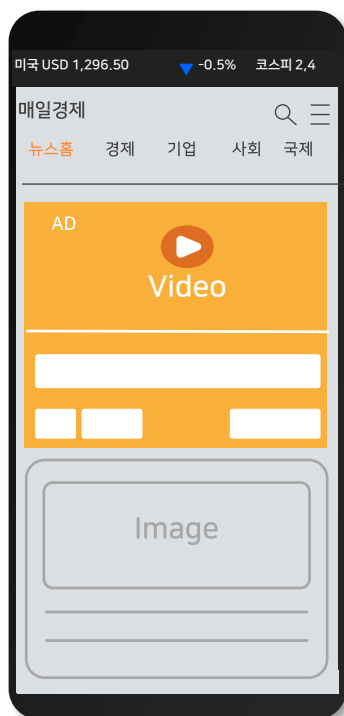 미국 USD 1,296.50 ▼ -0.5% 코스피 2,4
매일경제
뉴스홈 경제 기업 사회 국제
AD
Video
Image